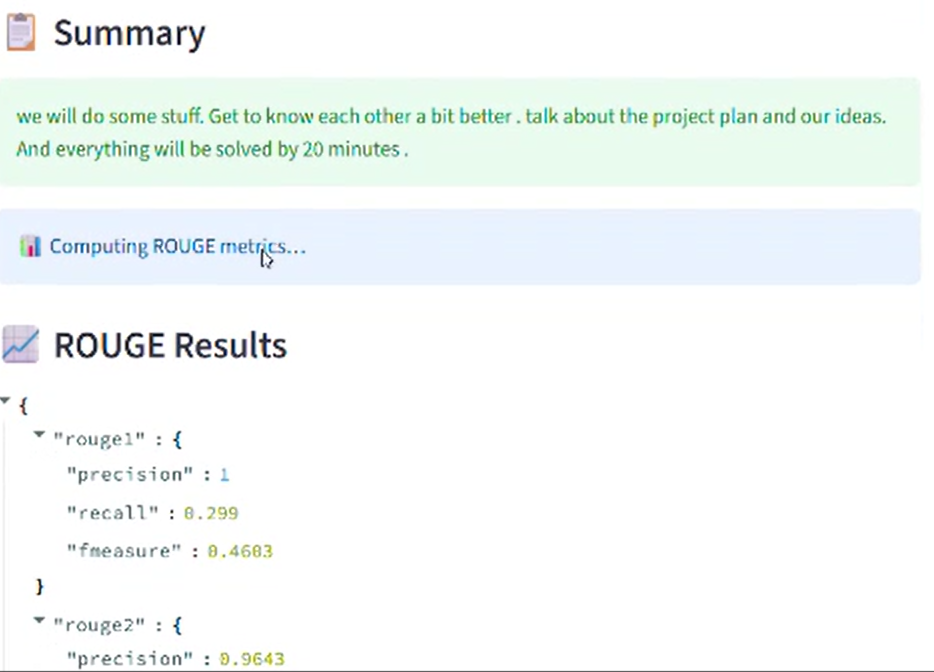 Summary
we will do some stuff. Get to know each other a bit better . talk about the project plan and our ideas.
And everything will be solved by 20 minutes .
Computing ROUGE metrics...
ROUGE Results
{
"rouge1" : {
"precision" : 1
"recall" : 0.299
"fmeasure" : 0.4603
}
"rouge2" : {
"precision" : 0.9643